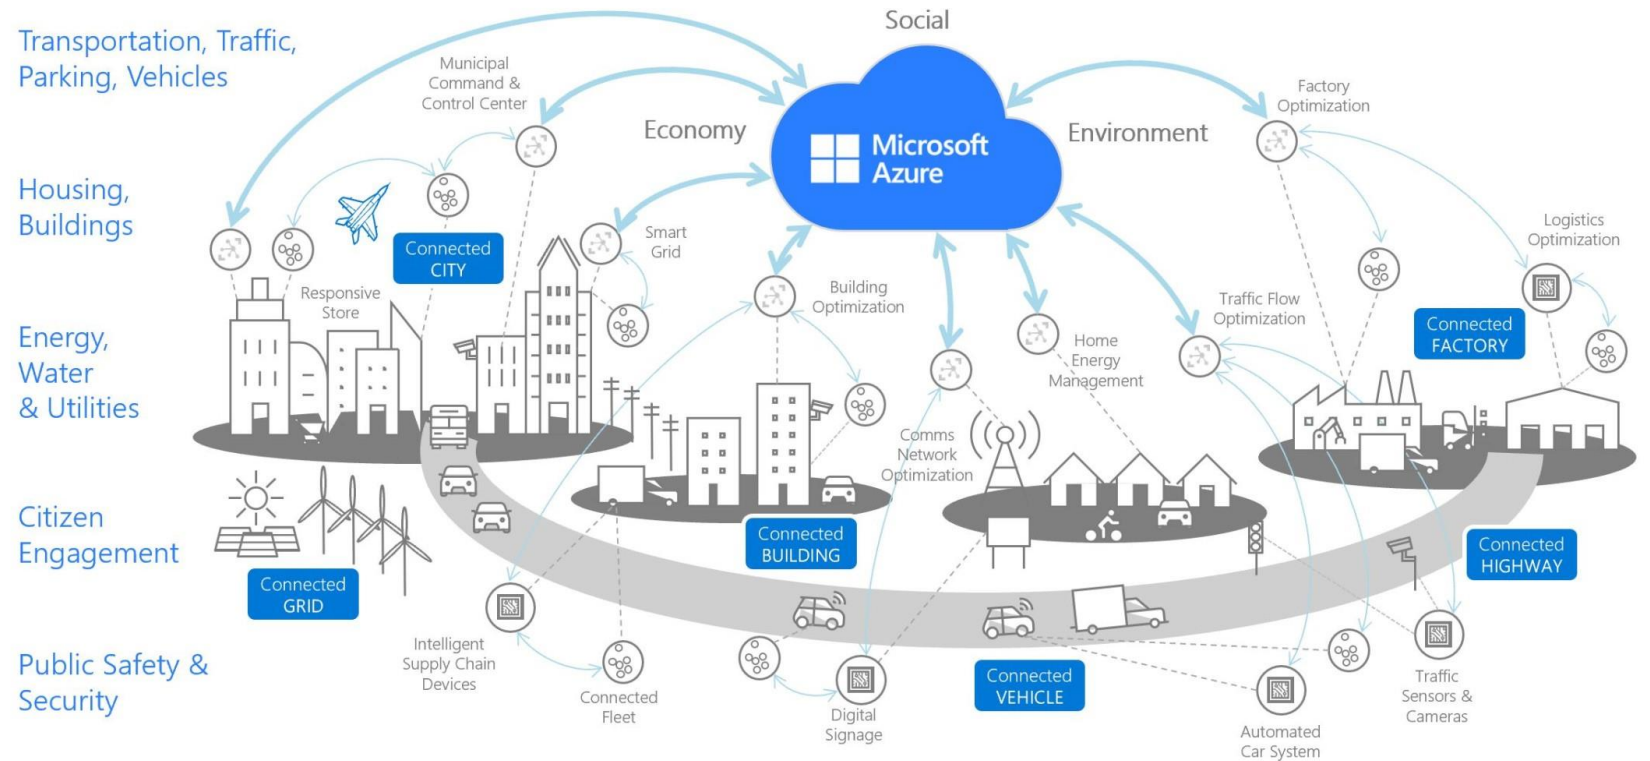 Transportation, Traffic,
Parking, Vehicles
Housing,
Buildings
Energy,
Water
& Utilities
Citizen
Engagement
Public Safety &
Security
Social
Economy
Environment
Microsoft
Azure
Municipal
Command &
Control Center
Connected
CITY
Responsive
Store
Smart
Grid
Building
Optimization
Home
Energy
Management
Comms
Network
Optimization
Traffic Flow
Optimization
Factory
Optimization
Logistics
Optimization
Connected
FACTORY
Connected
GRID
Connected
BUILDING
Connected
HIGHWAY
Intelligent
Supply Chain
Devices
Connected
Fleet
Digital
Signage
Connected
VEHICLE
Automated
Car System
Traffic
Sensors &
Cameras